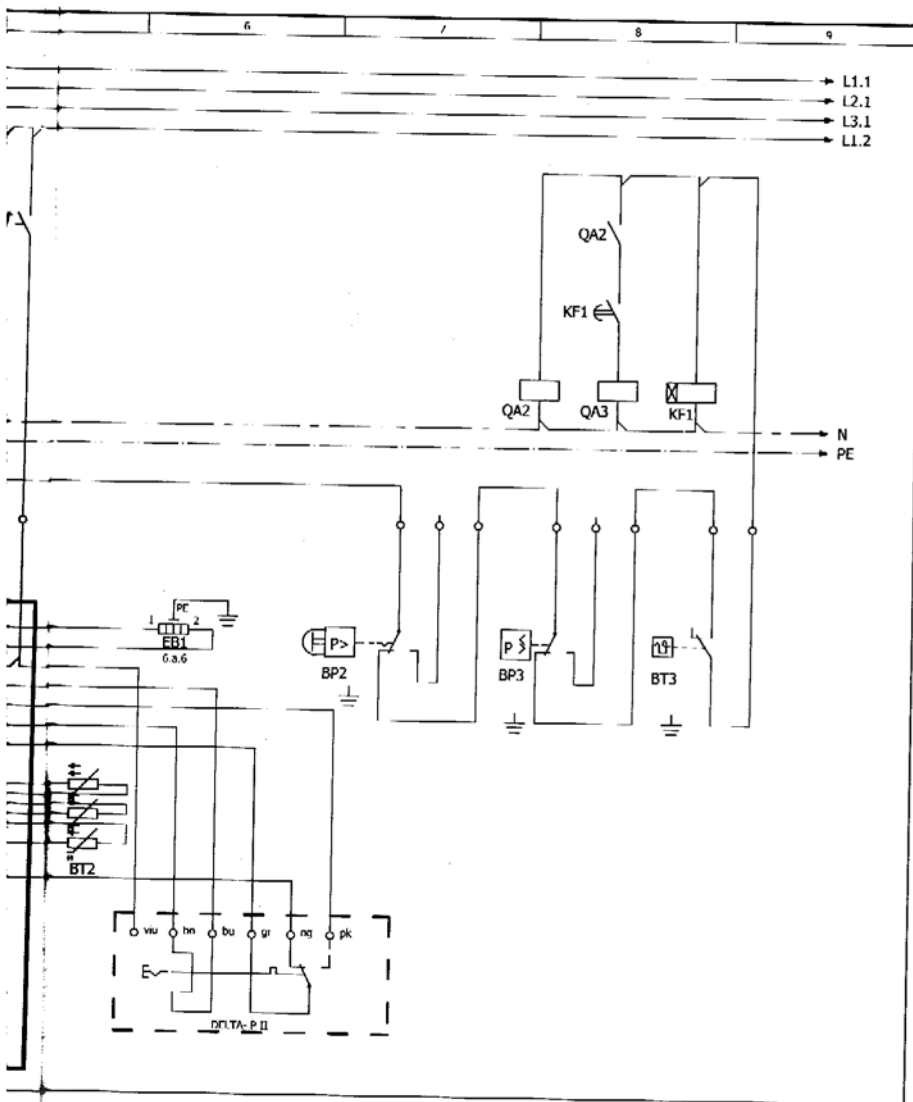 6 7 8 9
L1.1
L2.1
L3.1
L1.2
QA2
KF1
QA2 QA3 KF1
N
PE
PE
1 2
EB1
6.a.6
P>
BP2
P
BP3
BT3
BT2
bn bu gr og pk
DELTA-P II